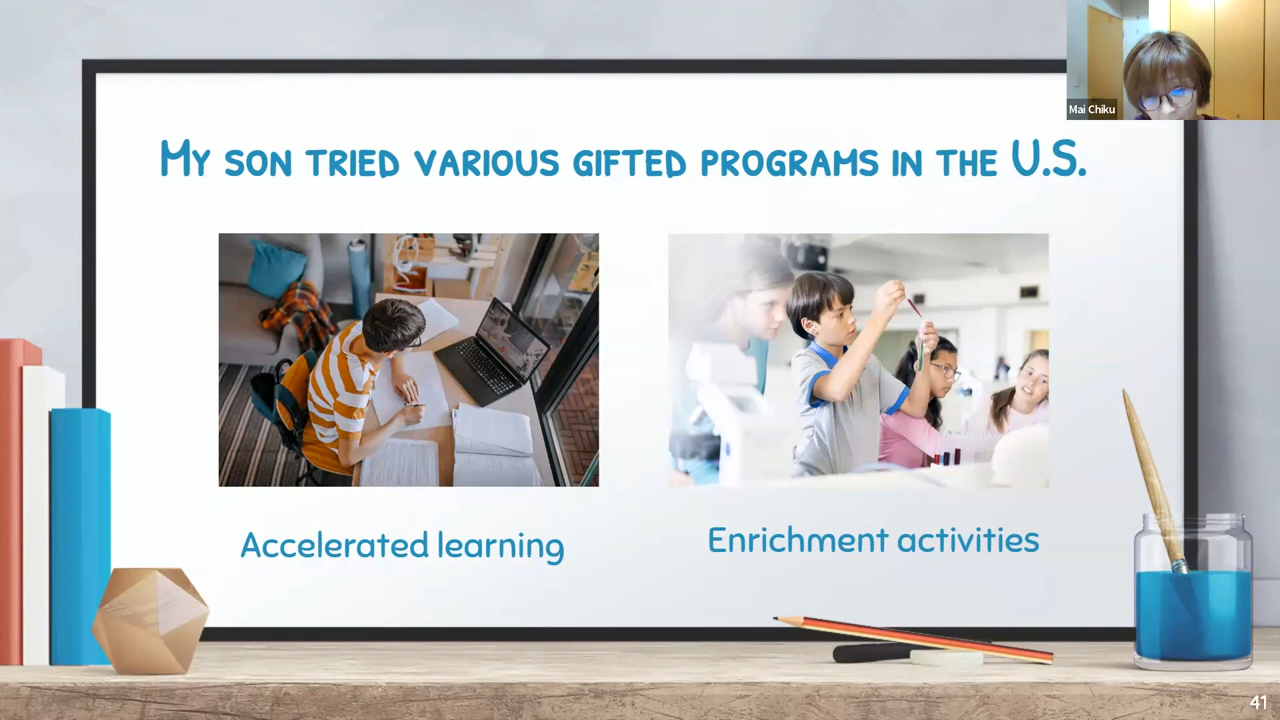 Mai Chiku
My son tried various gifted programs in the U.S.
Accelerated learning
Enrichment activities
41